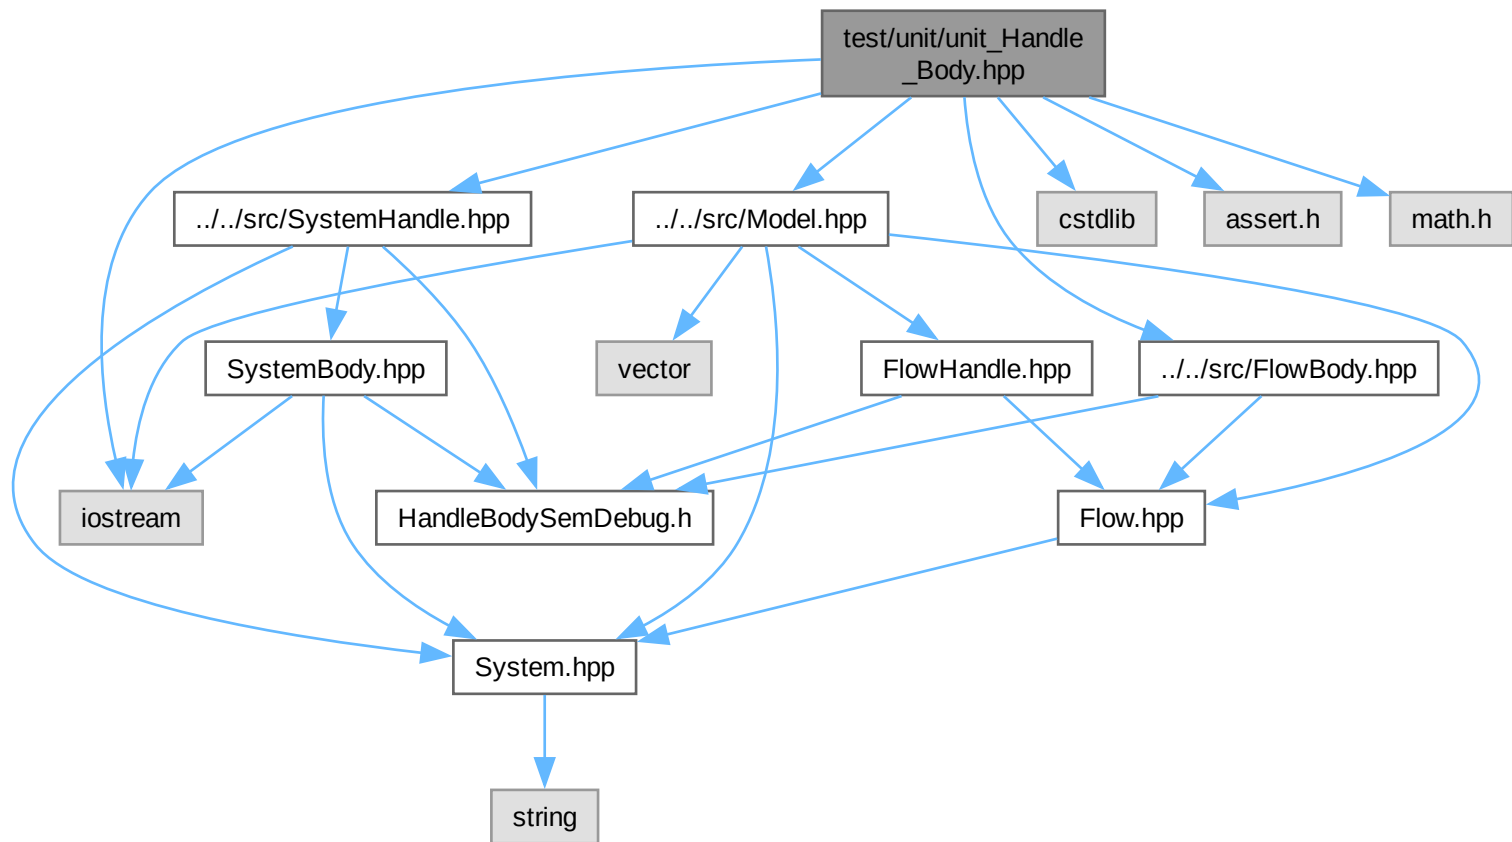 test/unit/unit_Handle
_Body.hpp
../../src/SystemHandle.hpp
../../src/Model.hpp
cstdlib
assert.h
math.h
SystemBody.hpp
vector
FlowHandle.hpp
../../src/FlowBody.hpp
iostream
HandleBodySemDebug.h
Flow.hpp
System.hpp
string